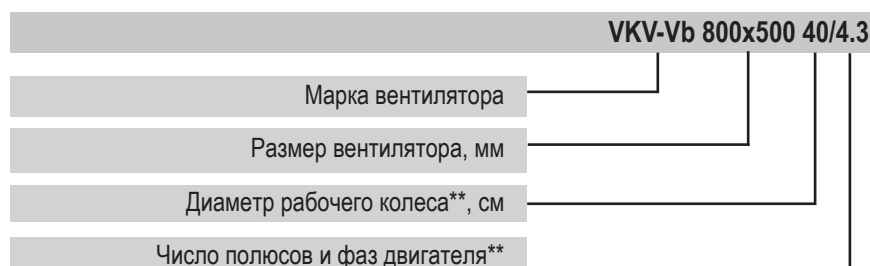 VKV-Vb 800x500 40/4.3
Марка вентилятора
Размер вентилятора, мм
Диаметр рабочего колеса**, см
Число полюсов и фаз двигателя**